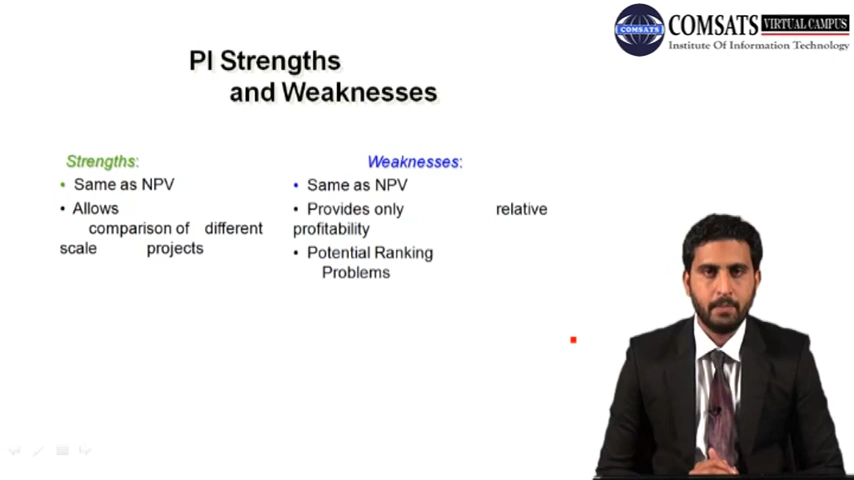 COMSATS
COMSATS VIRTUAL CAMPUS
Institute Of Information Technology
PI Strengths
and Weaknesses
Strengths:
• Same as NPV
• Allows
comparison of different
scale projects
Weaknesses:
• Same as NPV
• Provides only relative
profitability
• Potential Ranking
Problems